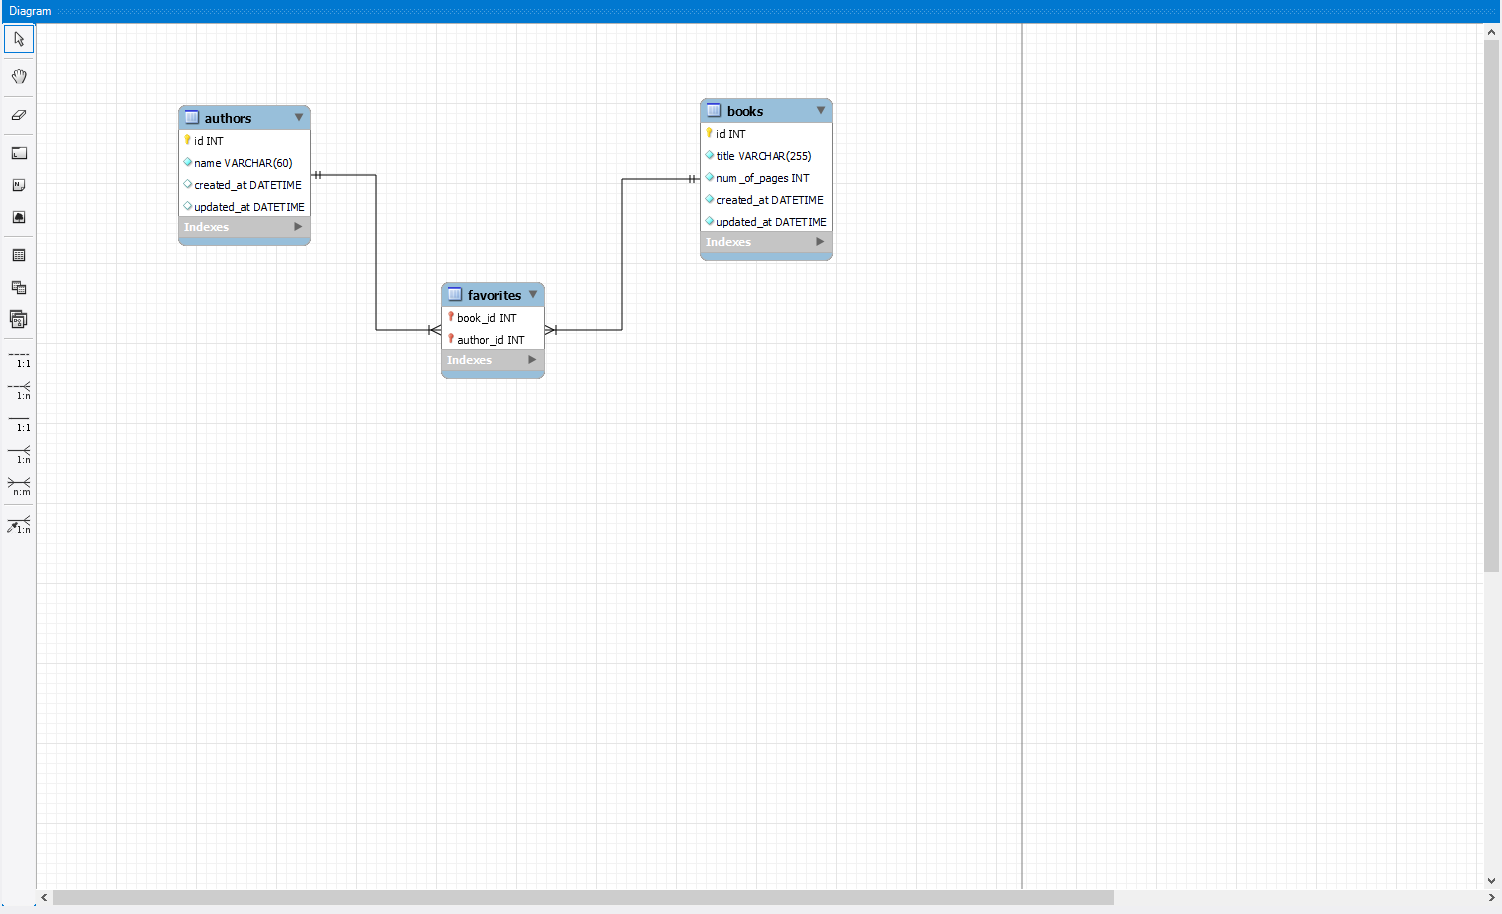 Diagram
authors
id INT
name VARCHAR(60)
created_at DATETIME
updated_at DATETIME
Indexes
books
id INT
title VARCHAR(255)
num_of_pages INT
created_at DATETIME
updated_at DATETIME
Indexes
favorites
book_id INT
author_id INT
Indexes
1:1
1:n
1:1
1:n
n:m
1:n